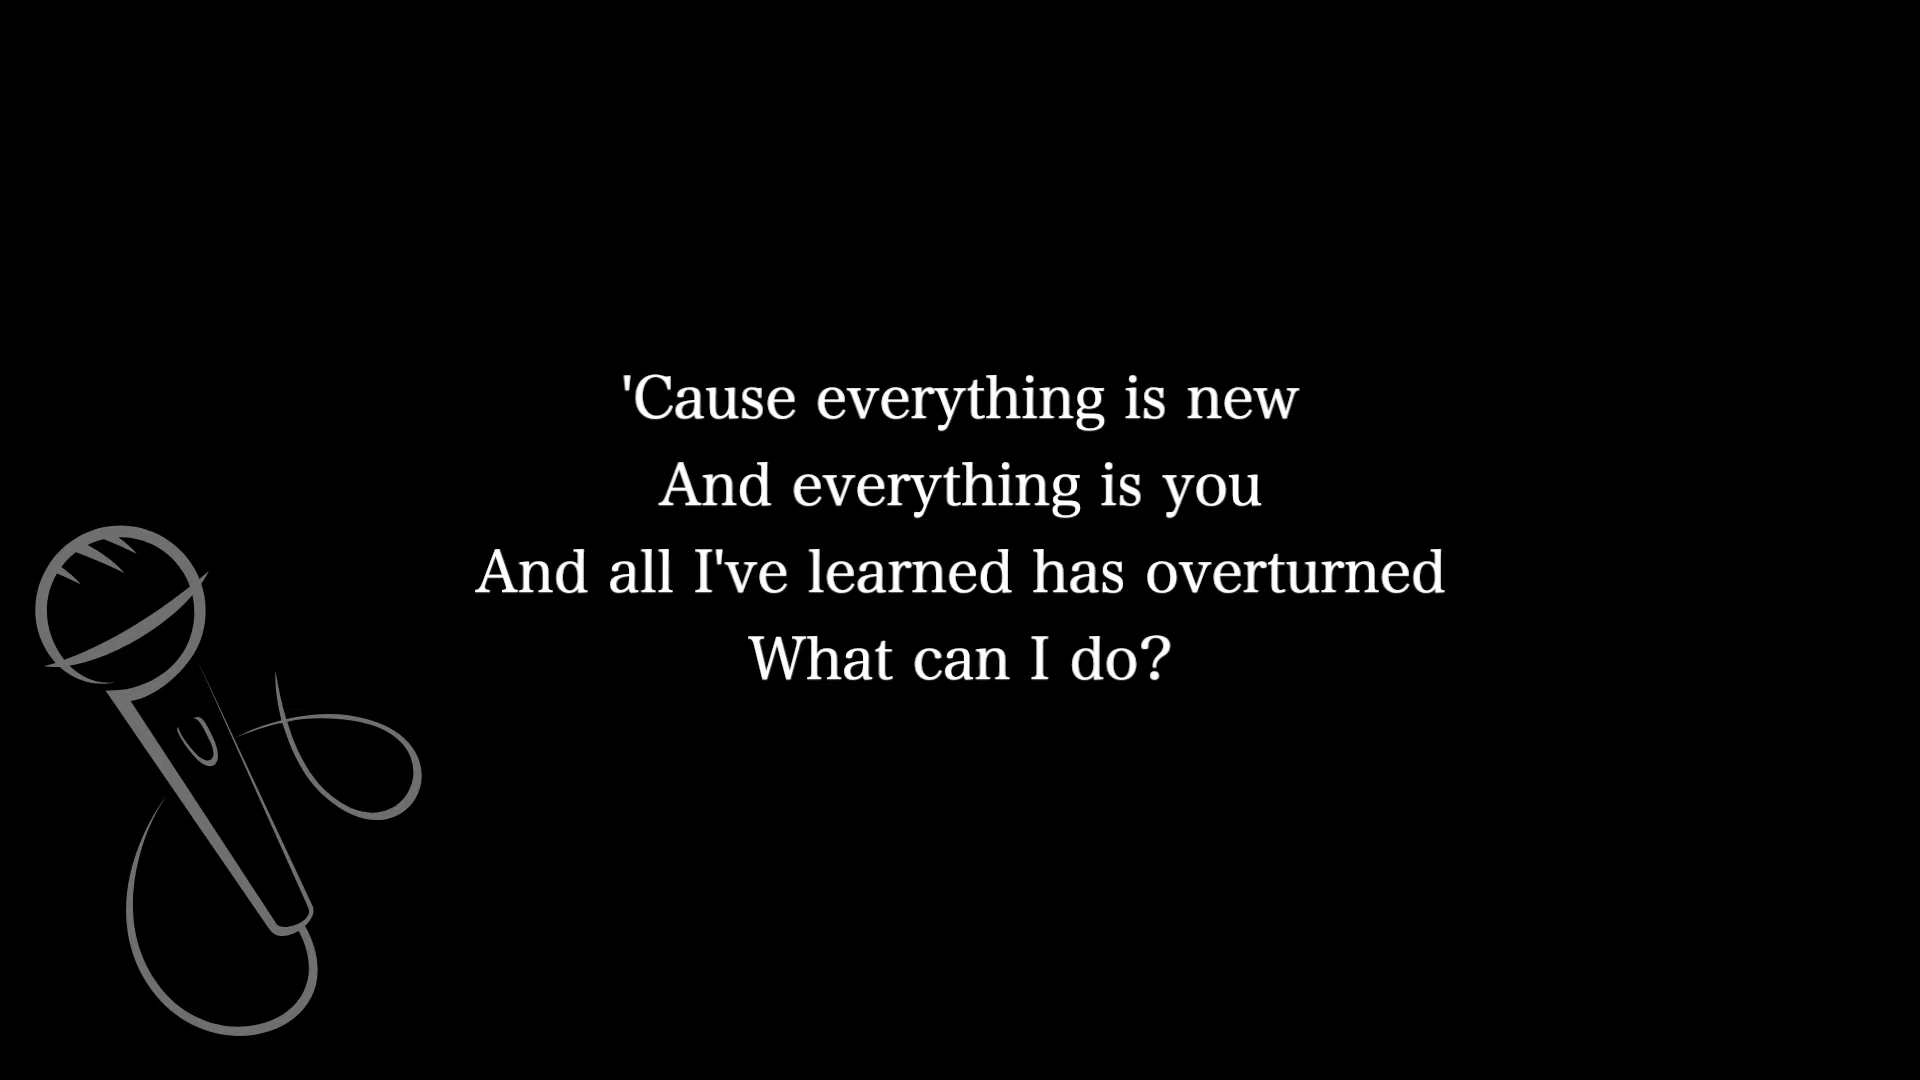 'Cause everything is new
And everything is you
And all I've learned has overturned
What can I do?